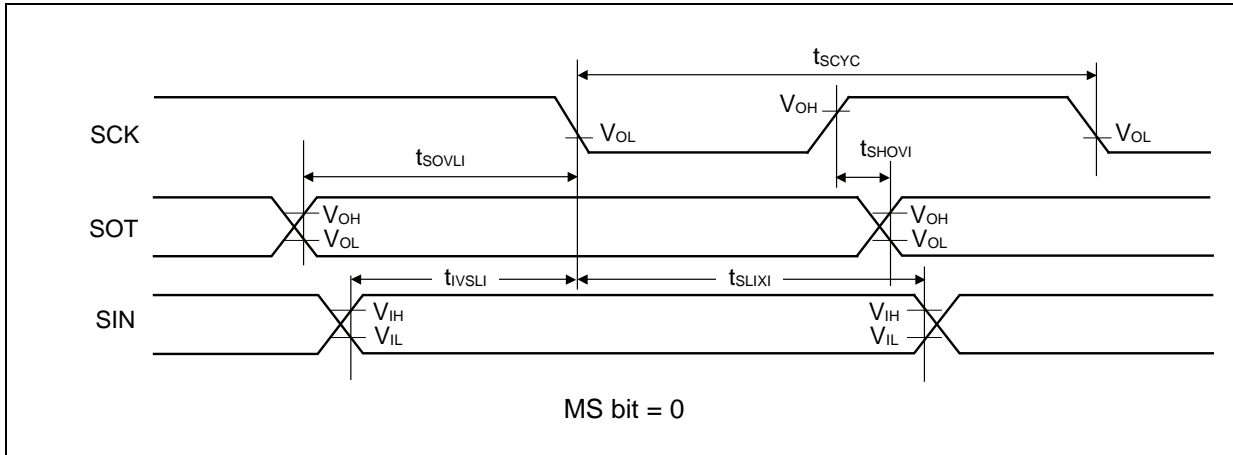 tSCYC
SCK
VOH
VOL
VOL
tSOVLI
tSHOVI
SOT
VOH
VOL
VOH
VOL
tIVSLI
tSLIXI
SIN
VIH
VIL
VIH
VIL
MS bit = 0